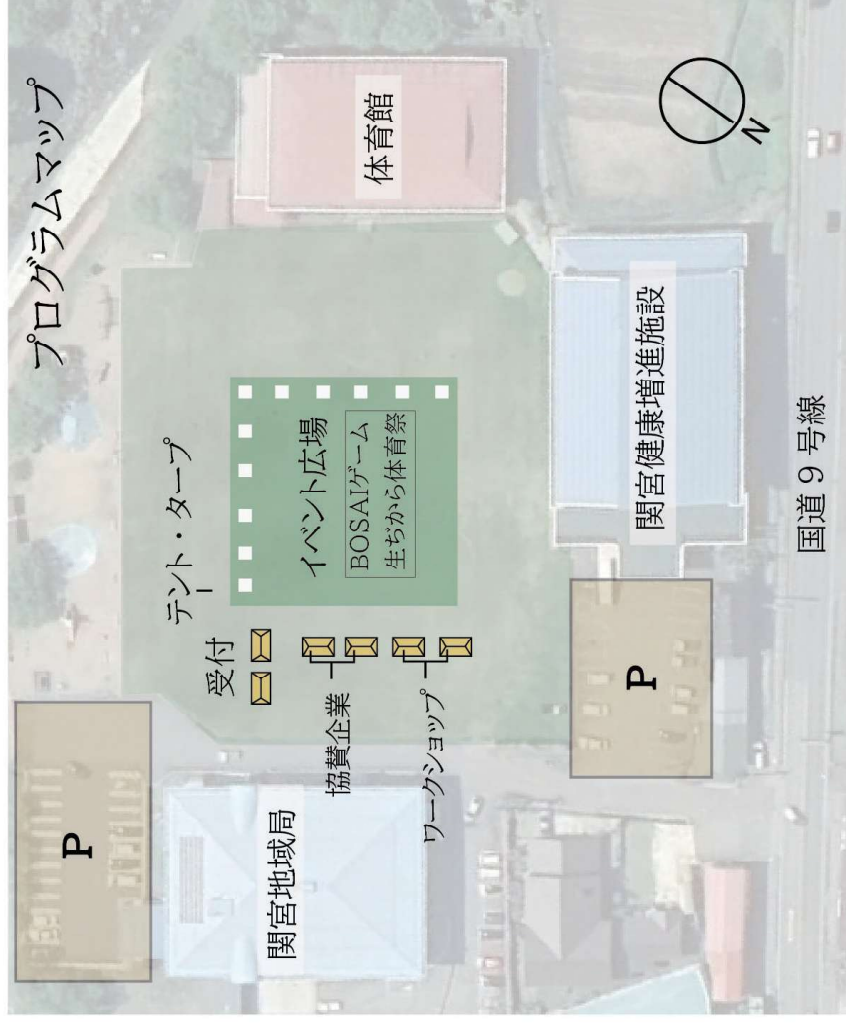 プログラムマップ
テント・タープ
受付
イベント広場
BOSAIゲーム
生ぢから体育祭
体育館
協賛企業
ワークショップ
P
関宮地域局
P
関宮健康増進施設
国道9号線
N